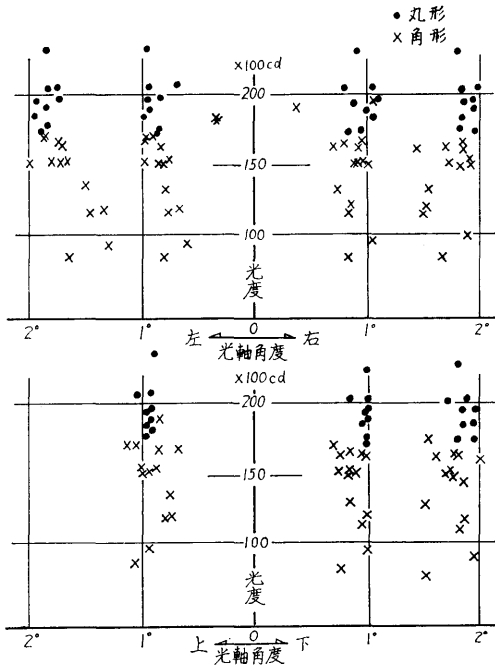 ● 丸形
× 角形
×100cd
200
150
100
光度
2° 1° 0 1° 2°
左 右
光軸角度
×100cd
200
150
100
光度
2° 1° 0 1° 2°
上 下
光軸角度